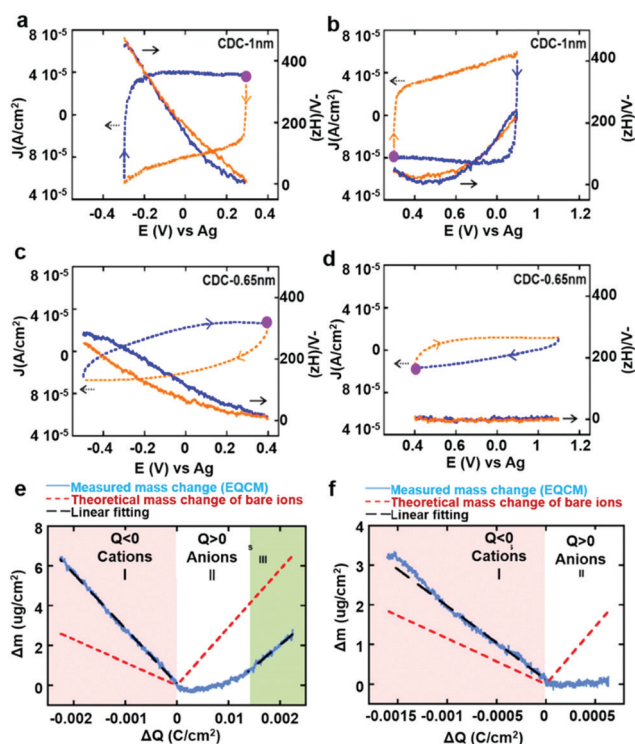 a
CDC-1nm
8 10⁻⁵
4 10⁻⁵
0
8 10⁻⁵
4 10⁻⁵
J(A/cm²)
400
200
0
-(zH)/V-
-0.4 -0.2 0 0.2 0.4
E (V) vs Ag
b
CDC-1nm
8 10⁻⁵
4 10⁻⁵
0
8 10⁻⁵
4 10⁻⁵
J(A/cm²)
400
200
0
(zH)/V-
0.4 0.6 0.8 1 1.2
E (V) vs Ag
c
CDC-0.65nm
8 10⁻⁵
4 10⁻⁵
0
8 10⁻⁵
4 10⁻⁵
J(A/cm²)
400
200
0
(zH)/V-
-0.4 -0.2 0 0.2 0.4
E (V) vs Ag
d
CDC-0.65nm
8 10⁻⁵
4 10⁻⁵
0
8 10⁻⁵
4 10⁻⁵
J(A/cm²)
400
200
0
(zH)/V-
0.4 0.6 0.8 1 1.2
E (V) vs Ag
e
Measured mass change (EQCM)
Theoretical mass change of bare ions
Linear fitting
Q<0
Cations
I
Q>0
Anions
II
s
III
8
6
4
2
0
Δm (ug/cm²)
-0.002 -0.001 0 0.001 0.002
ΔQ (C/cm²)
f
Measured mass change (EQCM)
Theoretical mass change of bare ions
Linear fitting
Q<0
Cations
I
Q>0
Anions
II
4
3
2
1
0
Δm (ug/cm²)
-0.0015 -0.001 -0.0005 0 0.0005
ΔQ (C/cm²)